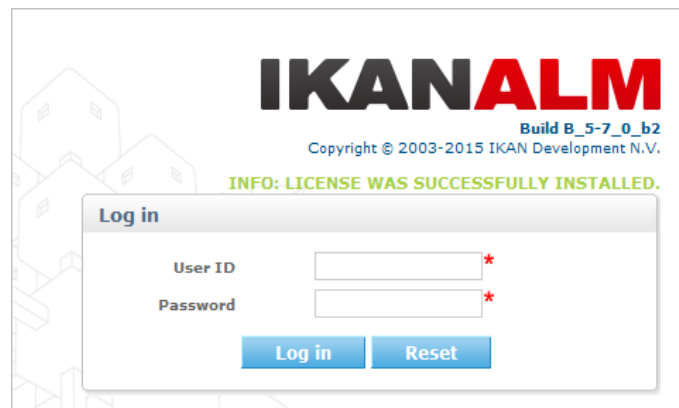 IKANALM
Build B_5-7_0_b2
Copyright © 2003-2015 IKAN Development N.V.
INFO: LICENSE WAS SUCCESSFULLY INSTALLED.
Log in
User ID *
Password *
Log in Reset